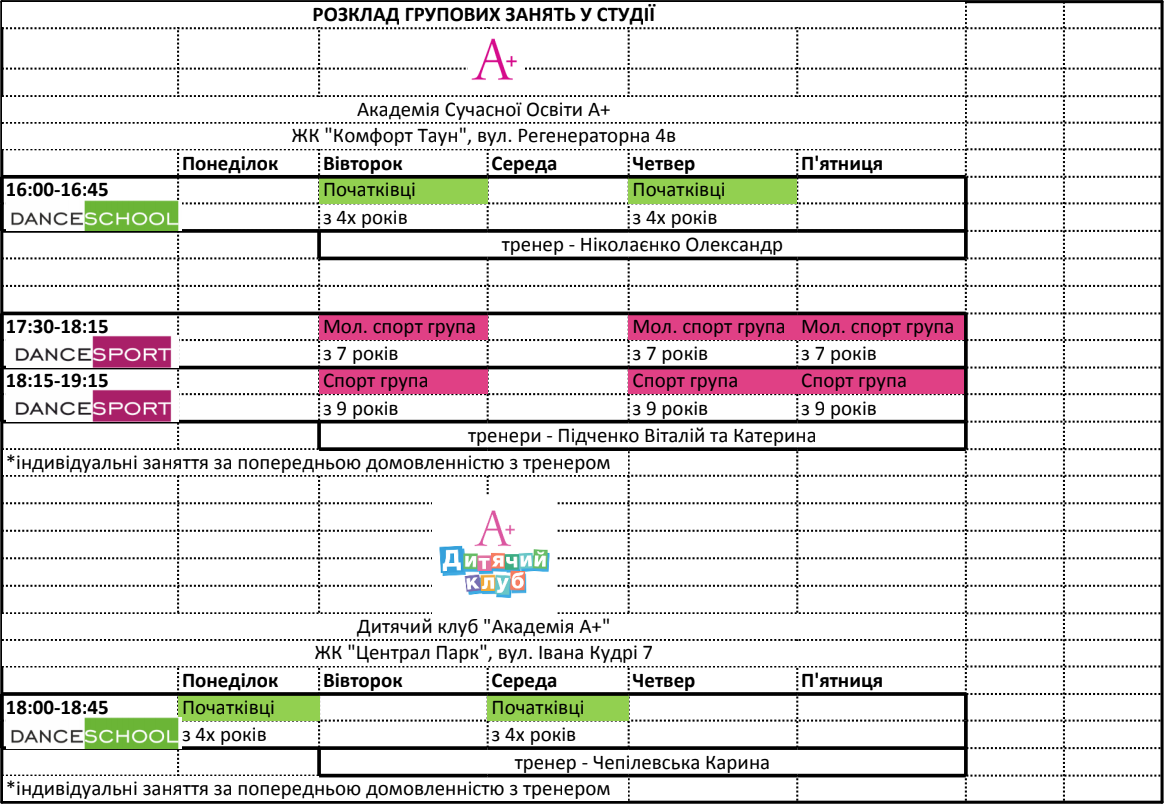 РОЗКЛАД ГРУПОВИХ ЗАНЯТЬ У СТУДІЇ
A+
Академія Сучасної Освіти А+
ЖК "Комфорт Таун", вул. Регенераторна 4в
Понеділок Вівторок Середа Четвер П'ятниця
16:00-16:45 Початківці Початківці
DANCESCHOOL з 4х років з 4х років
тренер - Ніколаєнко Олександр
17:30-18:15 Мол. спорт група Мол. спорт група Мол. спорт група
DANCESPORT з 7 років з 7 років з 7 років
18:15-19:15 Спорт група Спорт група Спорт група
DANCESPORT з 9 років з 9 років з 9 років
тренери - Підченко Віталій та Катерина
*індивідуальні заняття за попередньою домовленністю з тренером
A+
Дитячий
клуб
Дитячий клуб "Академія А+"
ЖК "Централ Парк", вул. Івана Кудрі 7
Понеділок Вівторок Середа Четвер П'ятниця
18:00-18:45 Початківці Початківці
DANCESCHOOL з 4х років з 4х років
тренер - Чепілевська Карина
*індивідуальні заняття за попередньою домовленністю з тренером